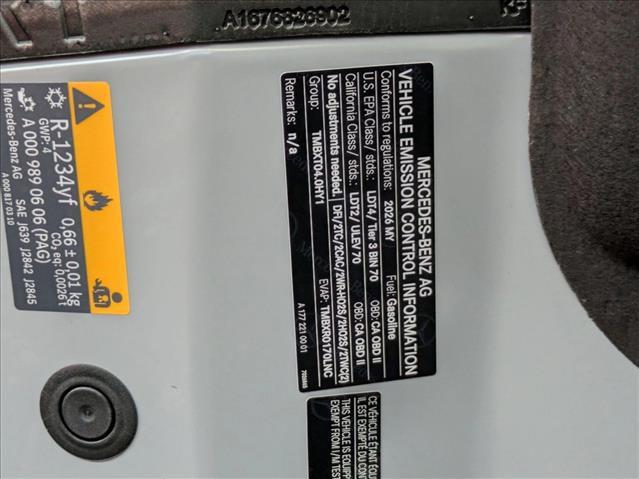 A1676826902
MERCEDES-BENZ AG
VEHICLE EMISSION CONTROL INFORMATION
Conforms to regulations: 2026 MY Fuel: Gasoline
U.S. EPA Class/ stds.: LDT4/ Tier 3 BIN 70 OBD: CA OBD II
California Class/ stds.: LDT2/ ULEV 70 OBD: CA OBD II
No adjustments needed. DFI/2TC/2CAC/2WR-HO2S/2HO2S/2TWC(2)
Group: TMBXT04.0HY1 EVAP: TMBXR0170LNC
Remarks: n/a
A 177 221 00 01
R-1234yf 0,66 ± 0,01 kg
GWP: 4 CO₂ eq: 0,0026 t
Mercedes-Benz AG SAE J639 J2842 J2845
A 000 989 06 06 (PAG)
A 000 817 03 10
CE VÉHICULE ÉTANT ÉQU
IL EST EXEMPTÉ DU CONT
THIS VEHICLE IS EQUIPP
EXEMPT FROM I/M TEST